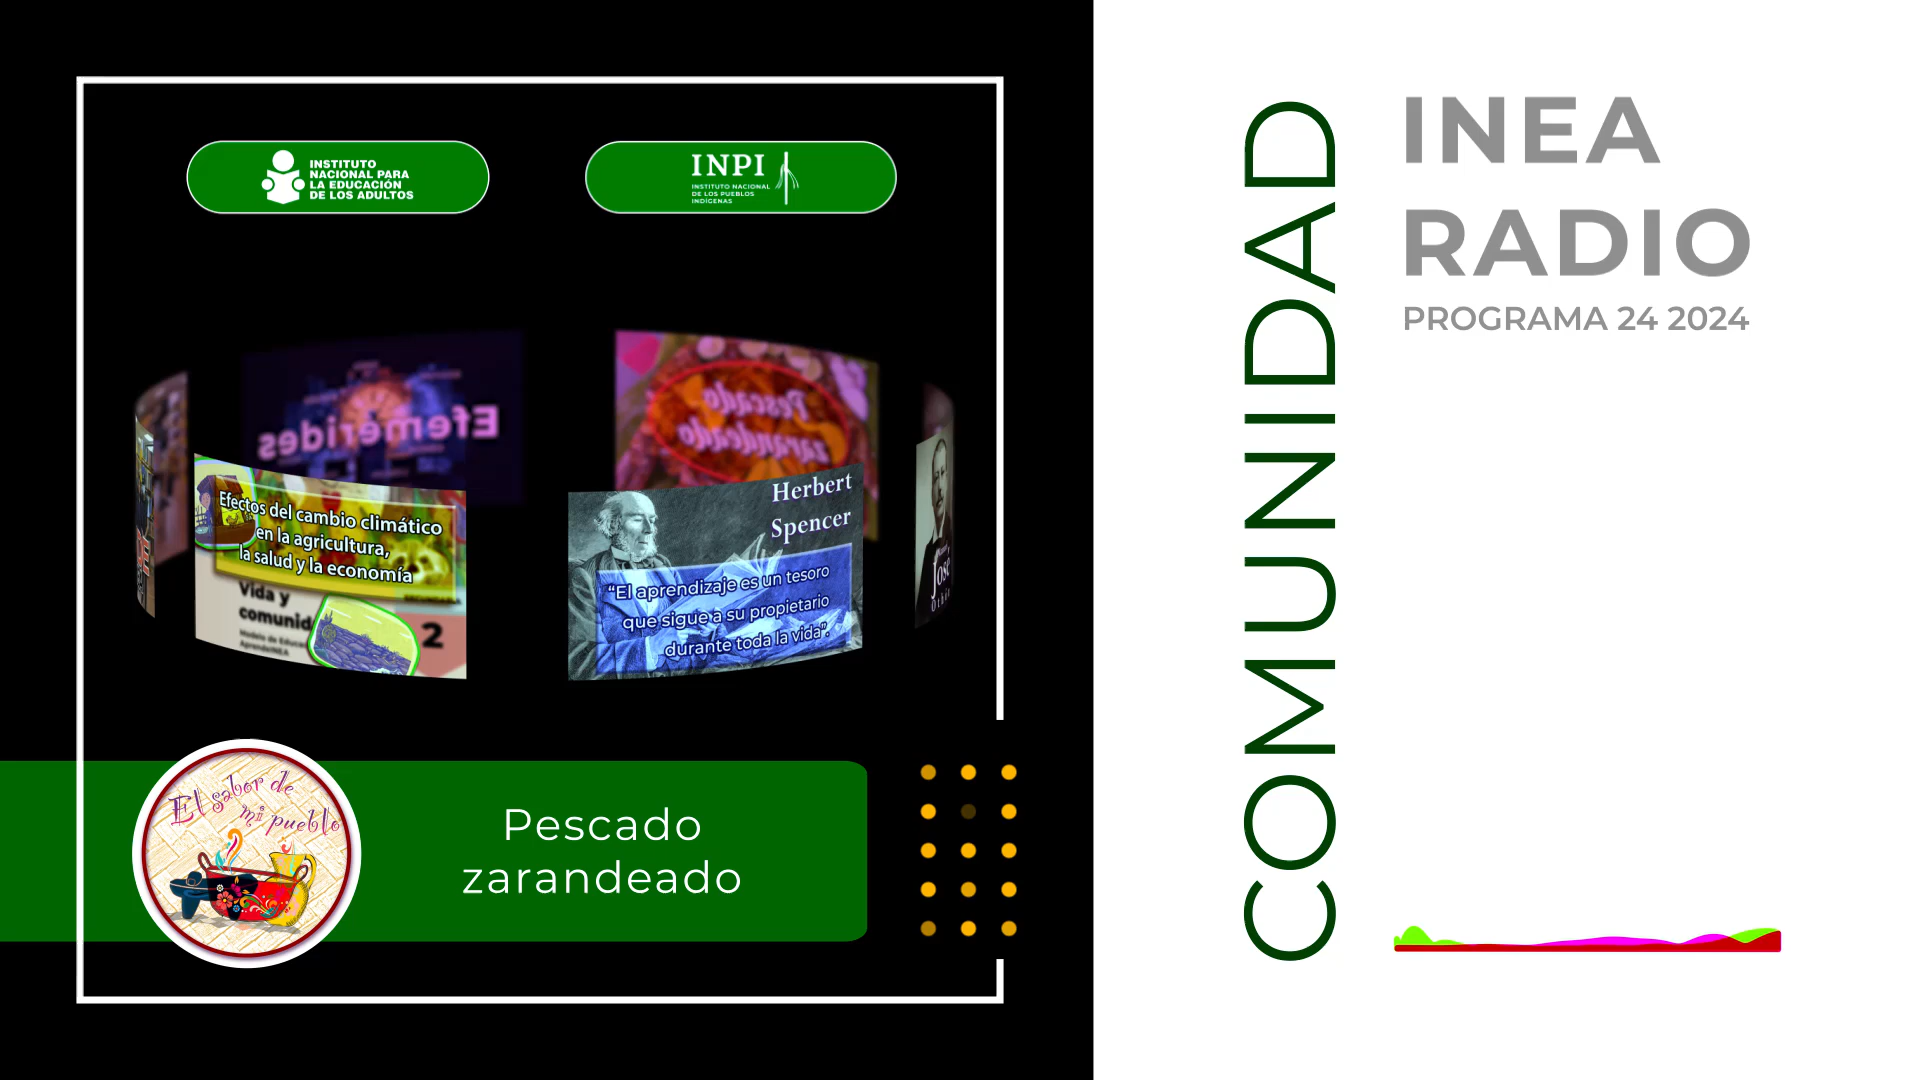 INSTITUTO
NACIONAL PARA
LA EDUCACIÓN
DE LOS ADULTOS
INPI
INSTITUTO NACIONAL
DE LOS PUEBLOS
INDÍGENAS
Efemérides
Pescado
zarandeado
Efectos del cambio climático
en la agricultura,
la salud y la economía
Vida y
comunid
2
Herbert
Spencer
“El aprendizaje es un tesoro
que sigue a su propietario
durante toda la vida”.
José
El sabor de
mi pueblo
Pescado
zarandeado
COMUNIDAD
INEA
RADIO
PROGRAMA 24 2024